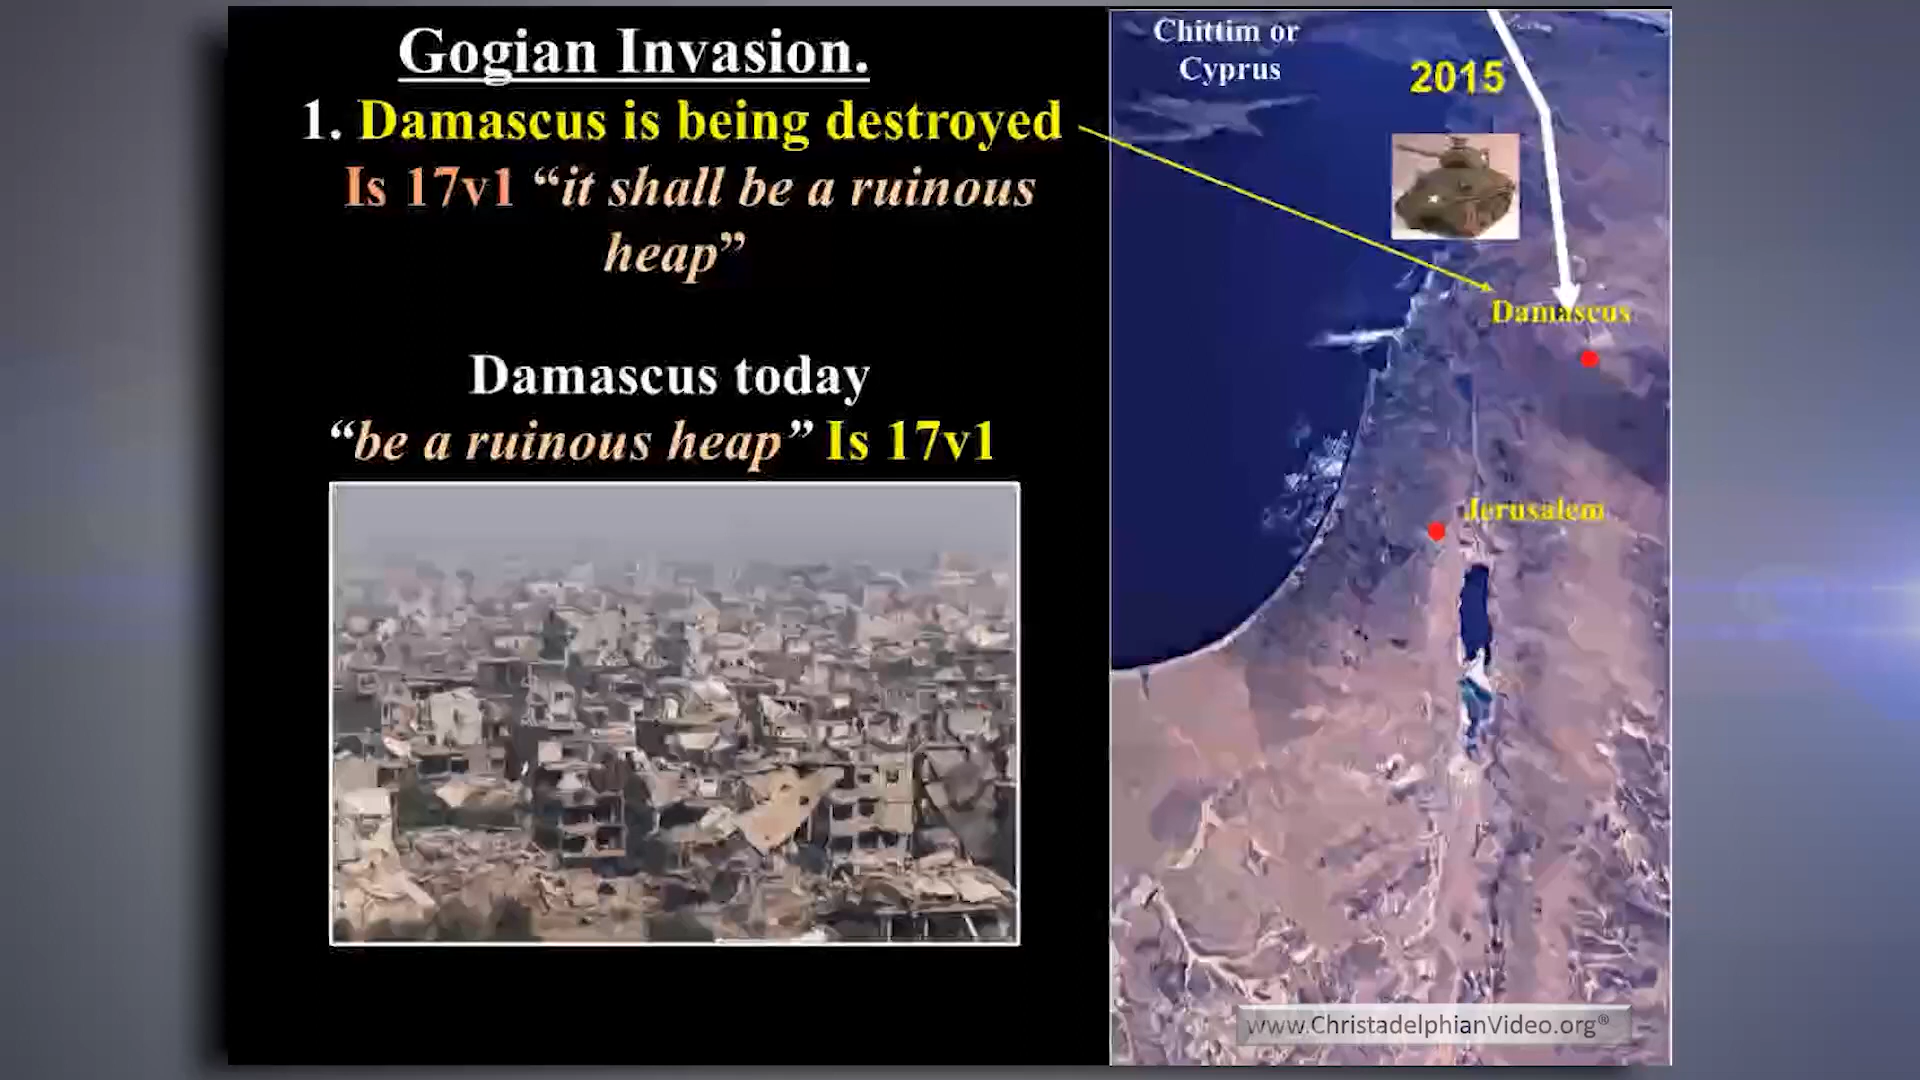 Gogian Invasion.
1. Damascus is being destroyed
Is 17v1 “it shall be a ruinous
heap”
Damascus today
“be a ruinous heap” Is 17v1
Chittim or
Cyprus
2015
Damascus
Jerusalem
www.ChristadelphianVideo.org®